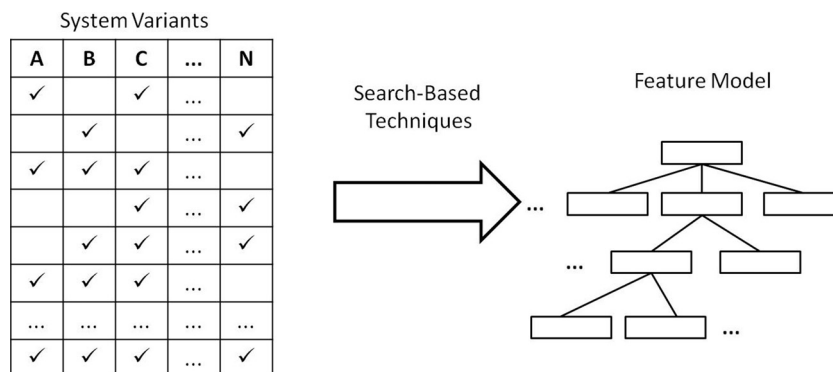 System Variants
A B C ... N
✓ ✓ ...
✓ ... ✓
✓ ✓ ✓ ...
✓ ... ✓
✓ ✓ ... ✓
✓ ✓ ✓ ...
... ... ... ... ...
✓ ✓ ✓ ... ✓
Search-Based
Techniques
Feature Model
...
...
...